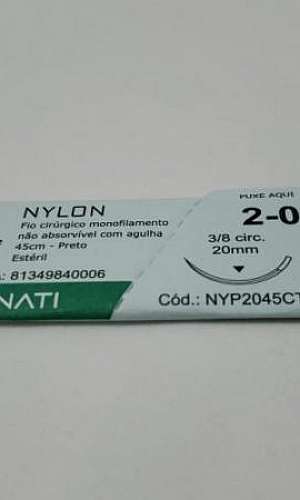 PUXE AQUI
NYLON
Fio cirúrgico monofilamento
não absorvível com agulha
45cm - Preto
Estéril
: 81349840006
2-0
3/8 circ.
20mm
NATI
Cód.: NYP2045CT